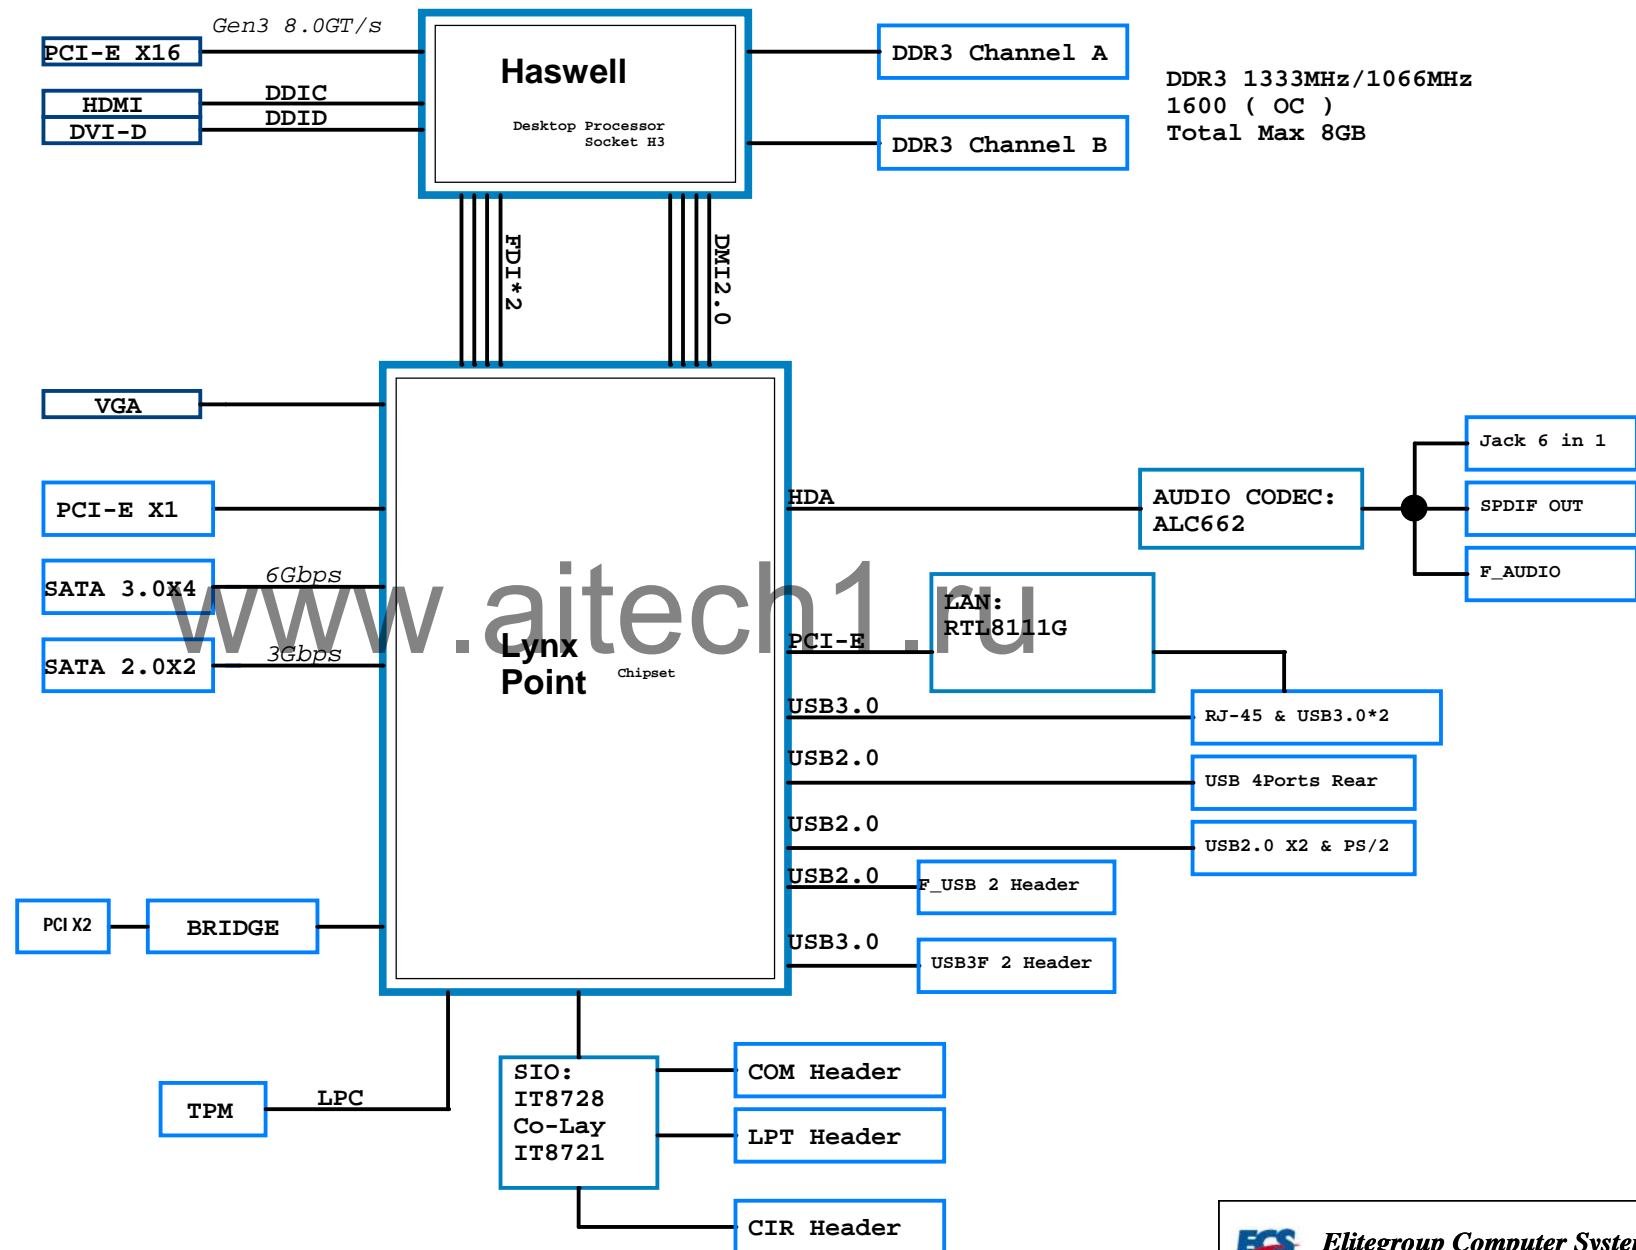 Gen3 8.0GT/s
PCI-E X16
HDMI
DDIC
DVI-D
DDID
Haswell
Desktop Processor
Socket H3
DDR3 Channel A
DDR3 Channel B
DDR3 1333MHz/1066MHz
1600 ( OC )
Total Max 8GB
FDI*2
DMI2.0
VGA
PCI-E X1
SATA 3.0X4
6Gbps
SATA 2.0X2
3Gbps
www.aitech1.ru
Lynx
Point
Chipset
HDA
AUDIO CODEC:
ALC662
Jack 6 in 1
SPDIF OUT
F_AUDIO
PCI-E
LAN:
RTL8111G
USB3.0
RJ-45 & USB3.0*2
USB2.0
USB 4Ports Rear
USB2.0
USB2.0 X2 & PS/2
USB2.0
F_USB 2 Header
USB3.0
USB3F 2 Header
PCI X2
BRIDGE
TPM
LPC
SIO:
IT8728
Co-Lay
IT8721
COM Header
LPT Header
CIR Header
ECS
Elitegroup Computer System